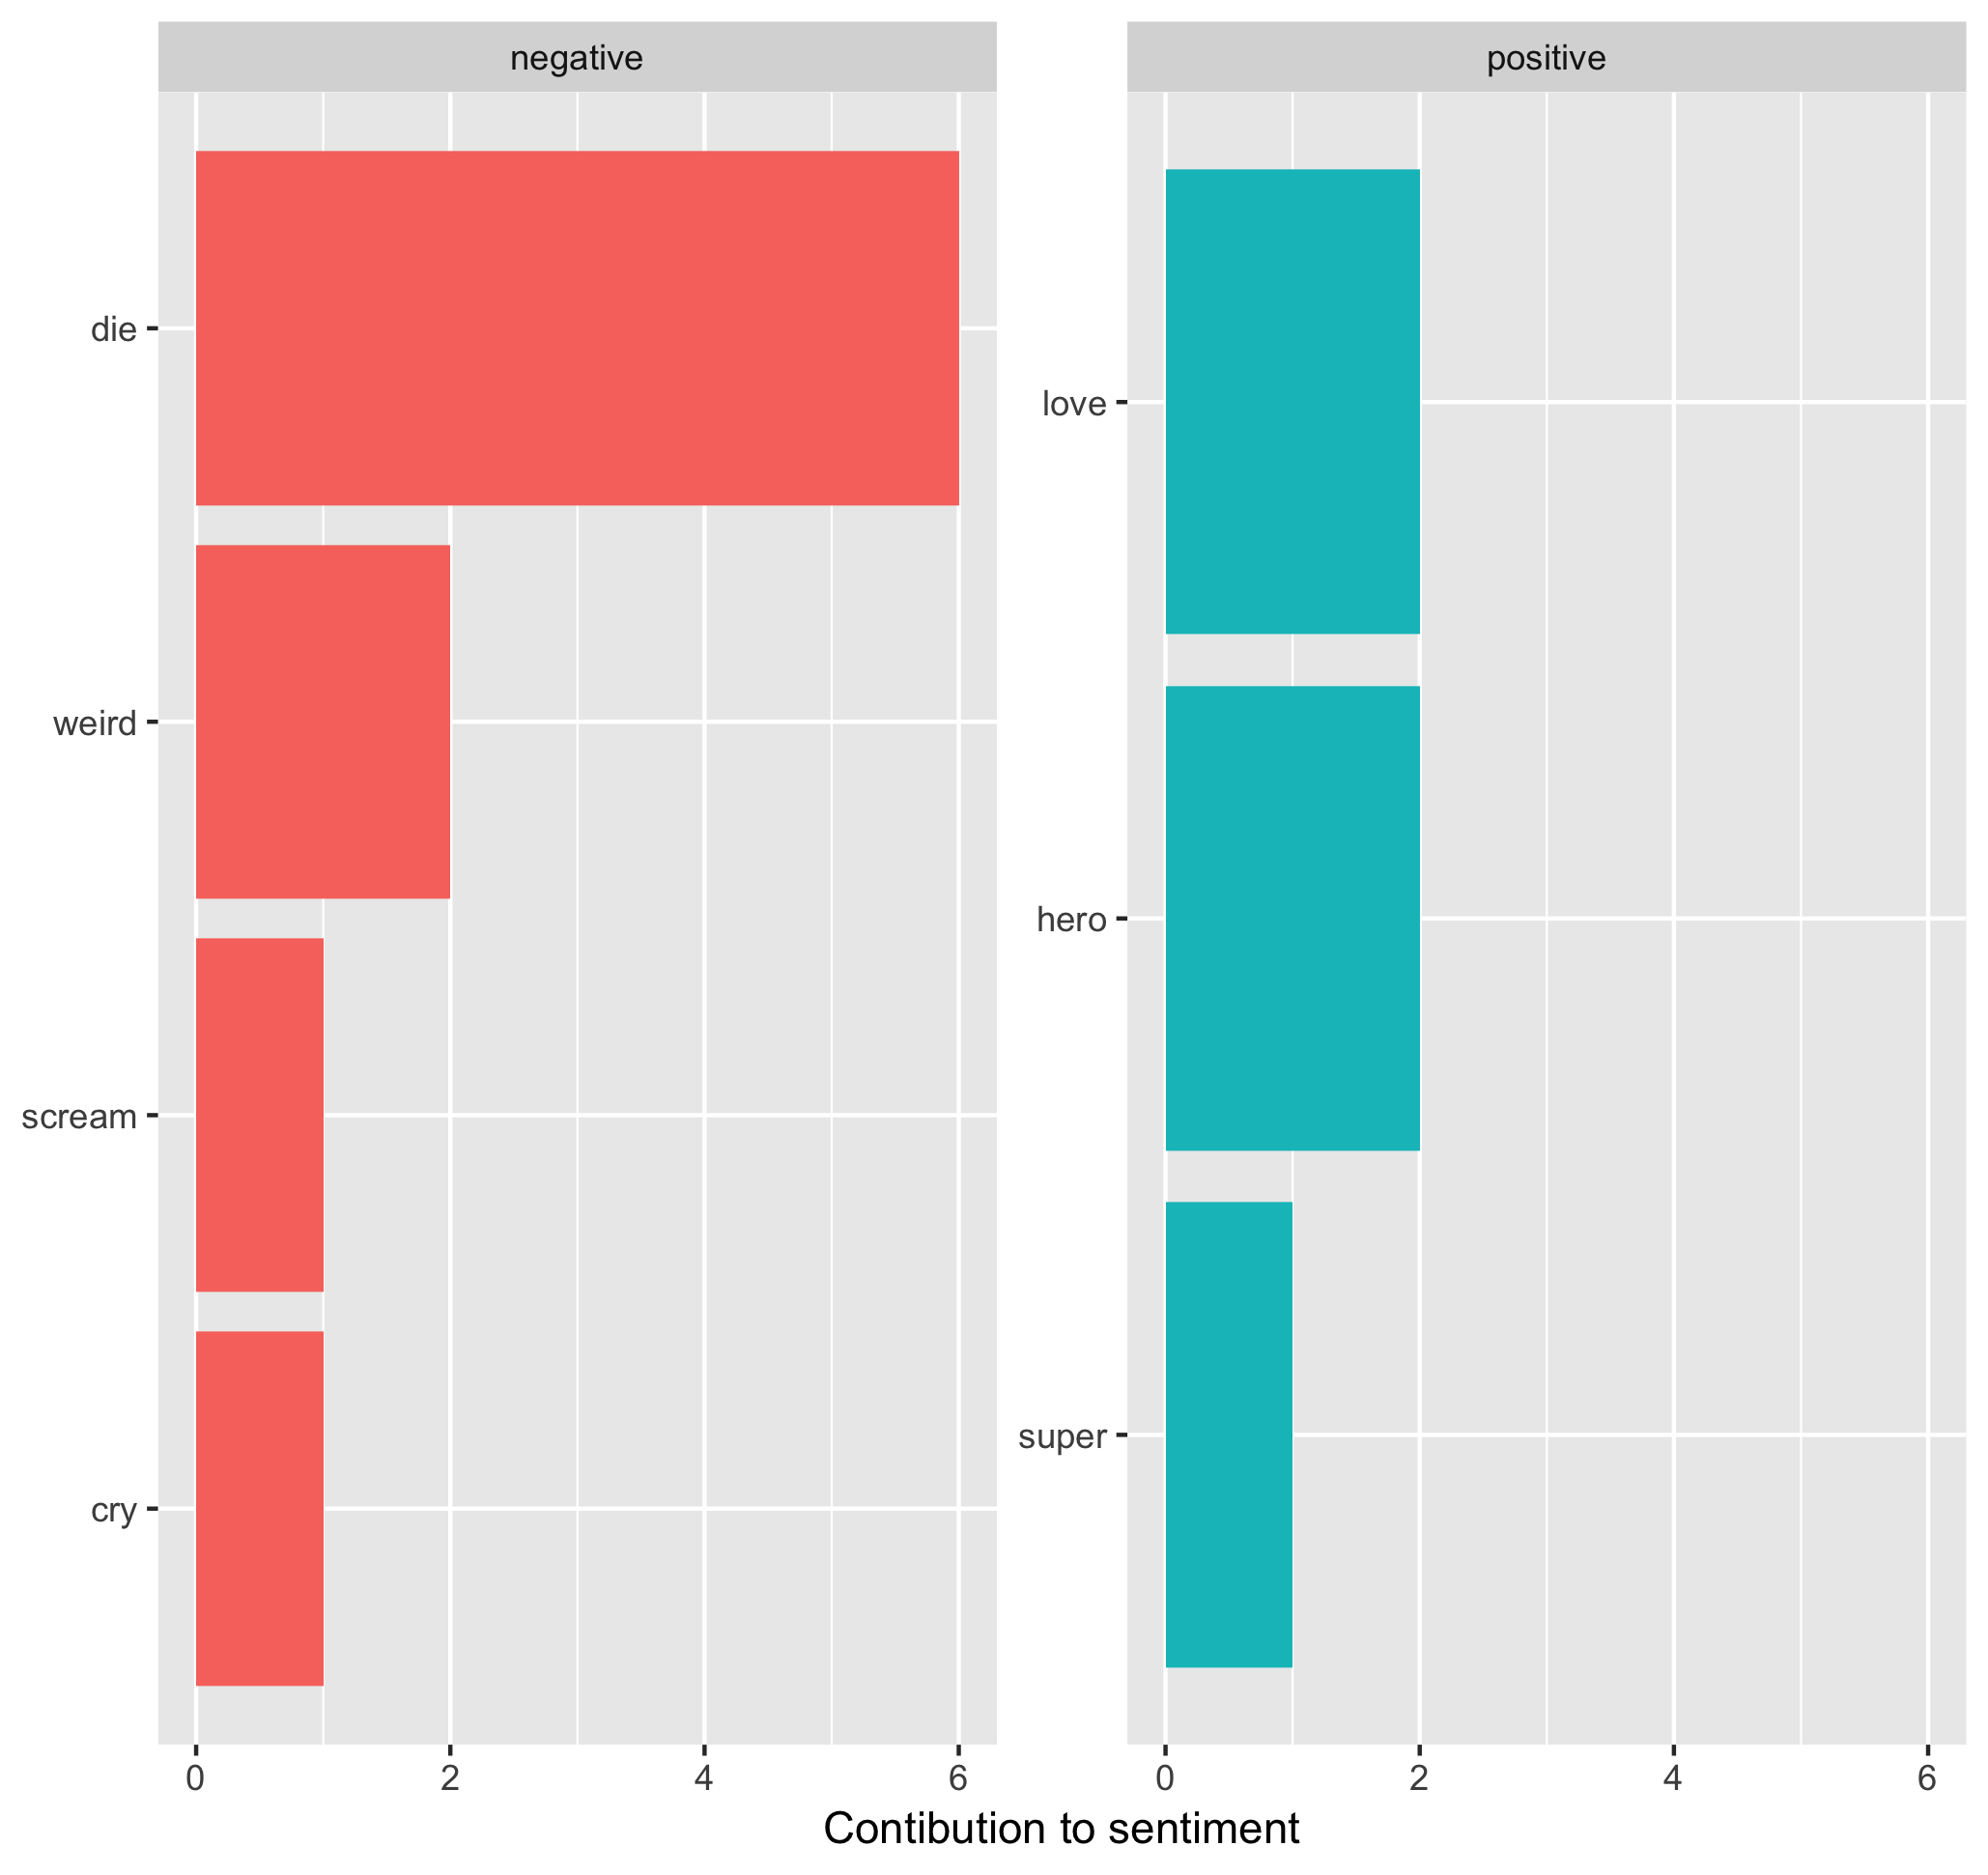 negative
positive
die
weird
scream
cry
love
hero
super
0 2 4 6
0 2 4 6
Contibution to sentiment